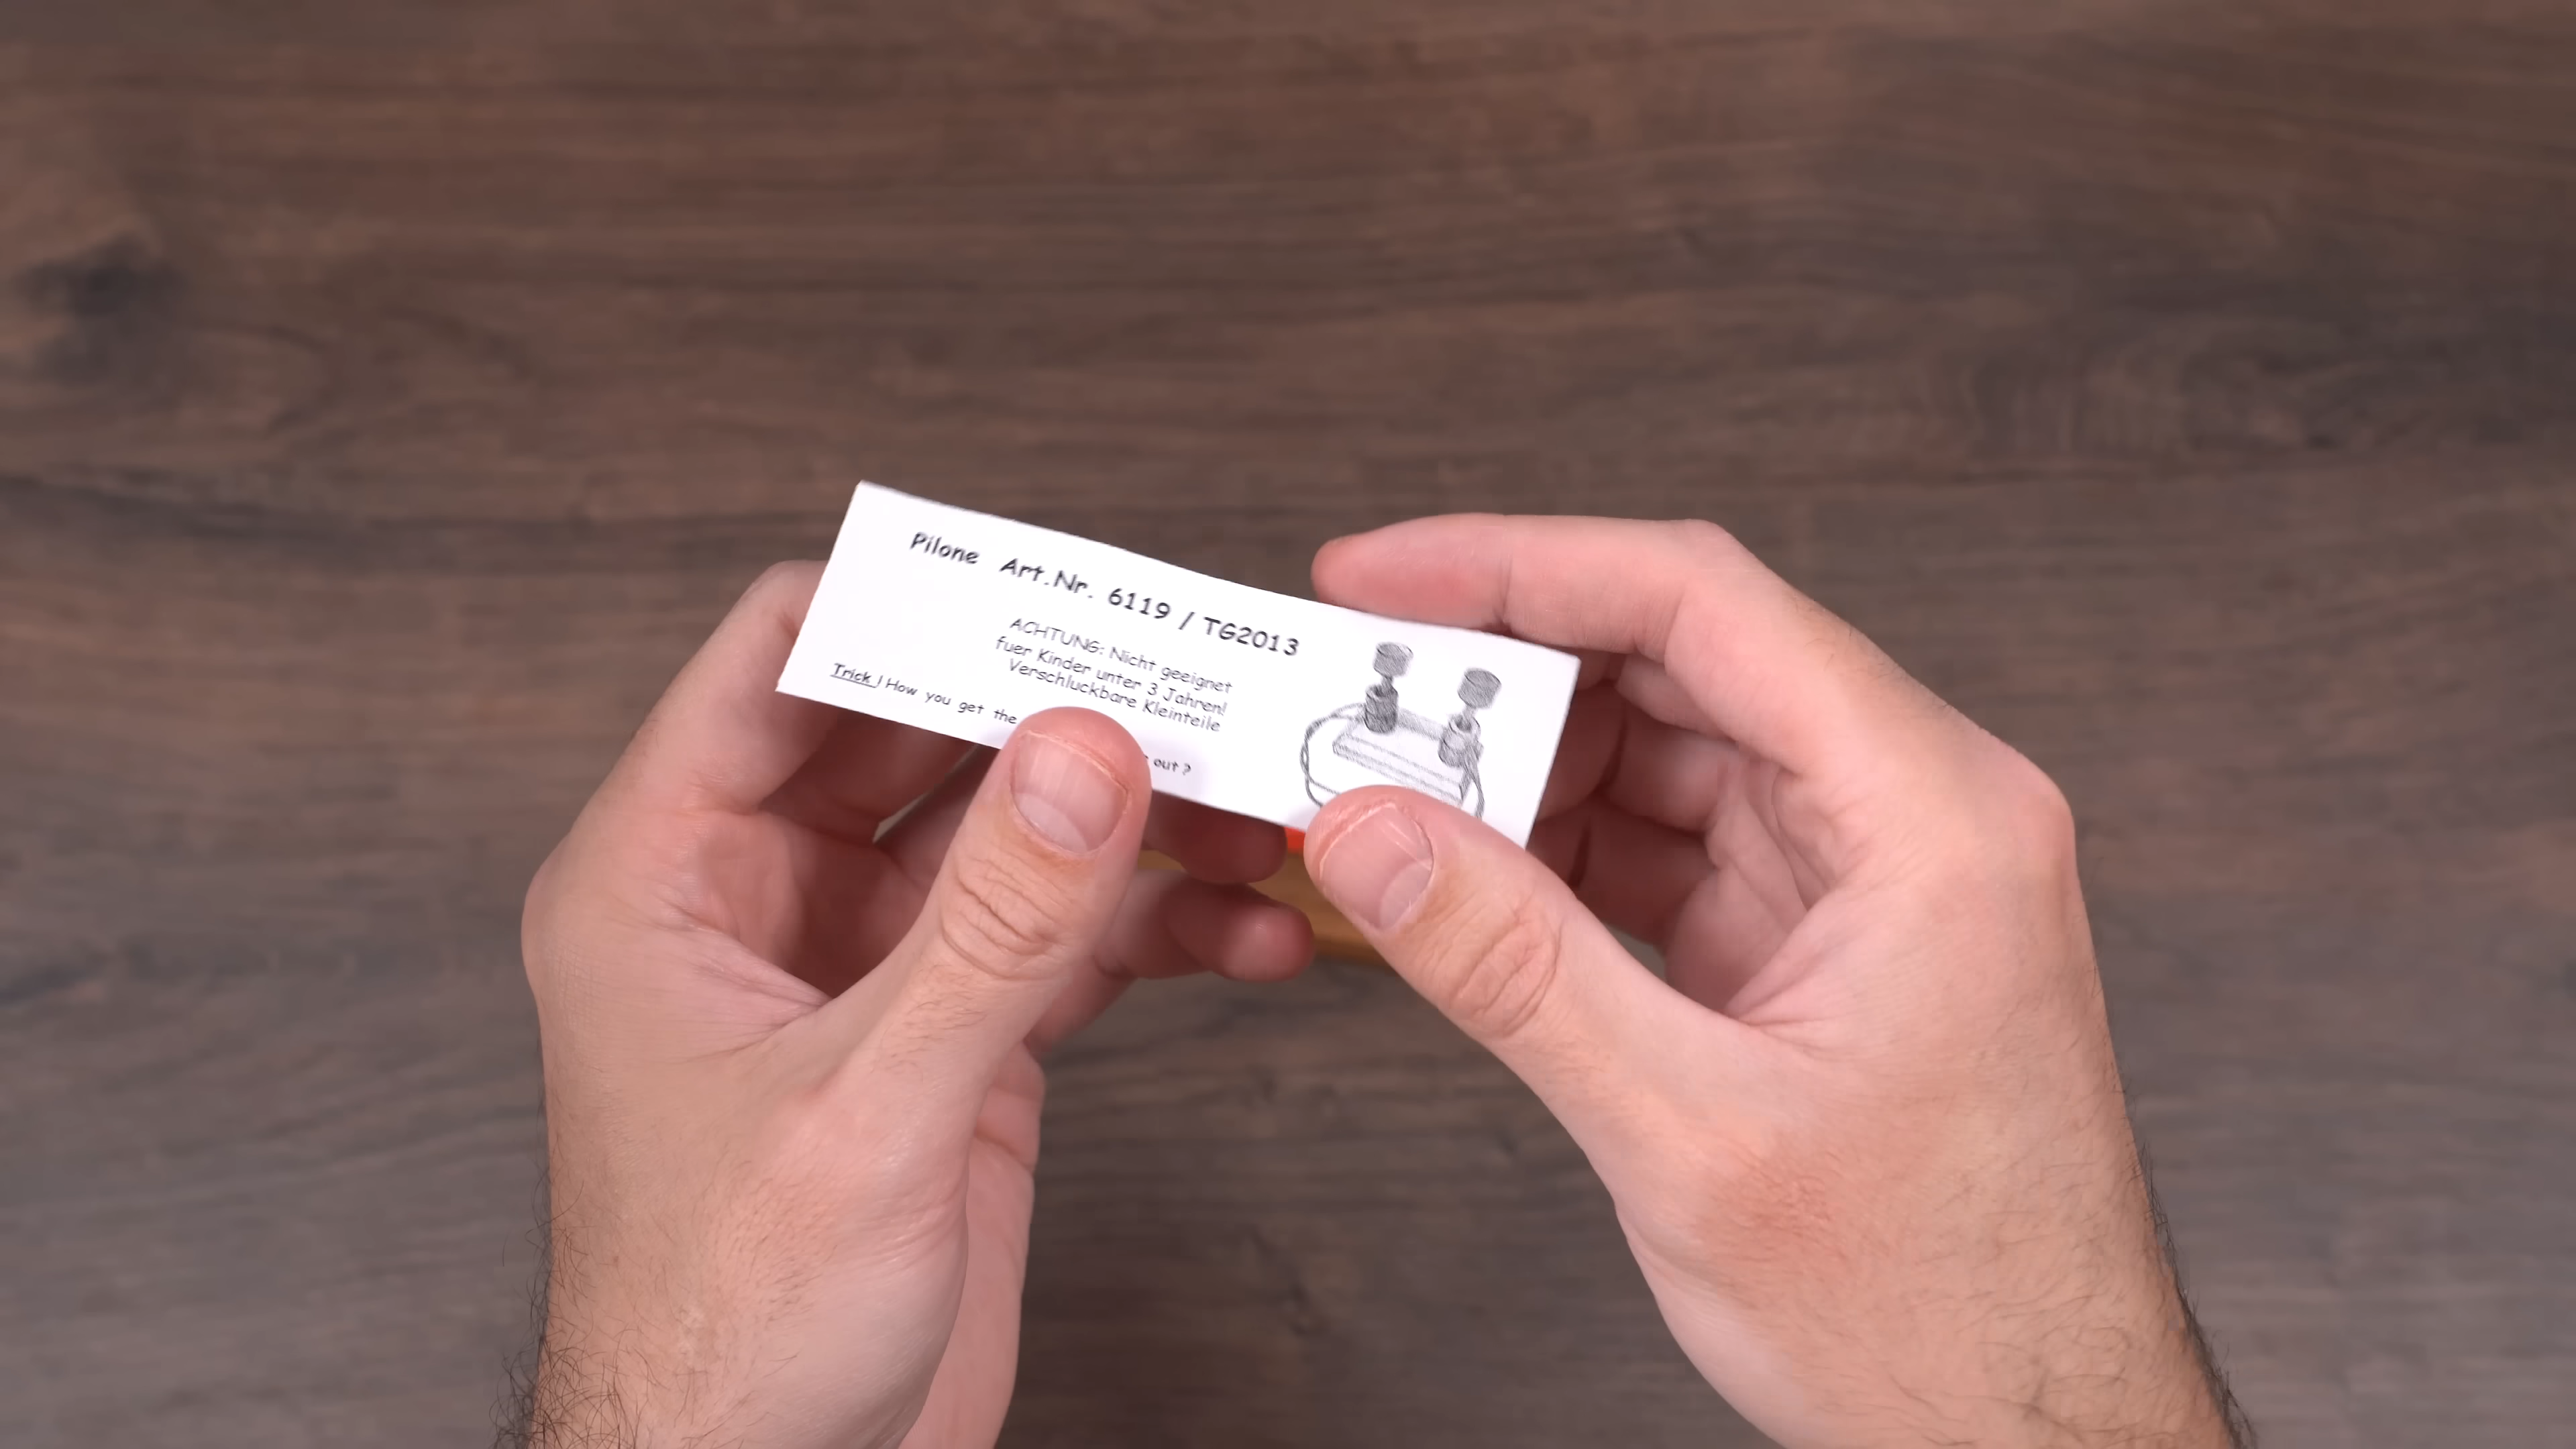 Pilone Art.Nr. 6119 / TG2013
ACHTUNG: Nicht geeignet
fuer Kinder unter 3 Jahren!
Verschluckbare Kleinteile
Trick! How you get the out?